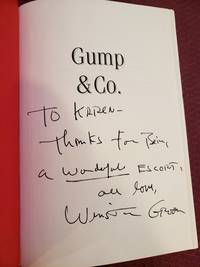 Gump
&Co.
To KAREN-
Thanks for Being
a wonderful ESCORT,
all love,
Winston Groom